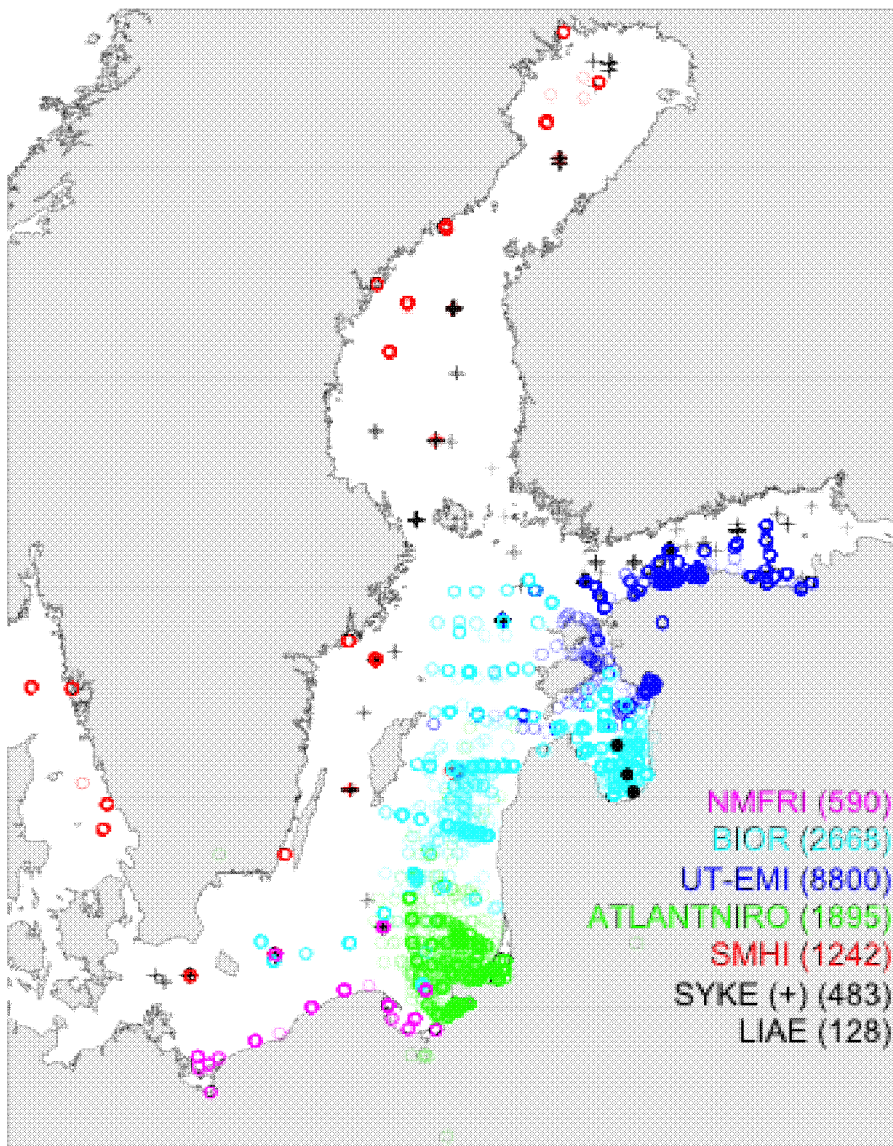 NMFRI (590)
BIOR (2668)
UT-EMI (8800)
ATLANTNIRO (1895)
SMHI (1242)
SYKE (+) (483)
LIAE (128)